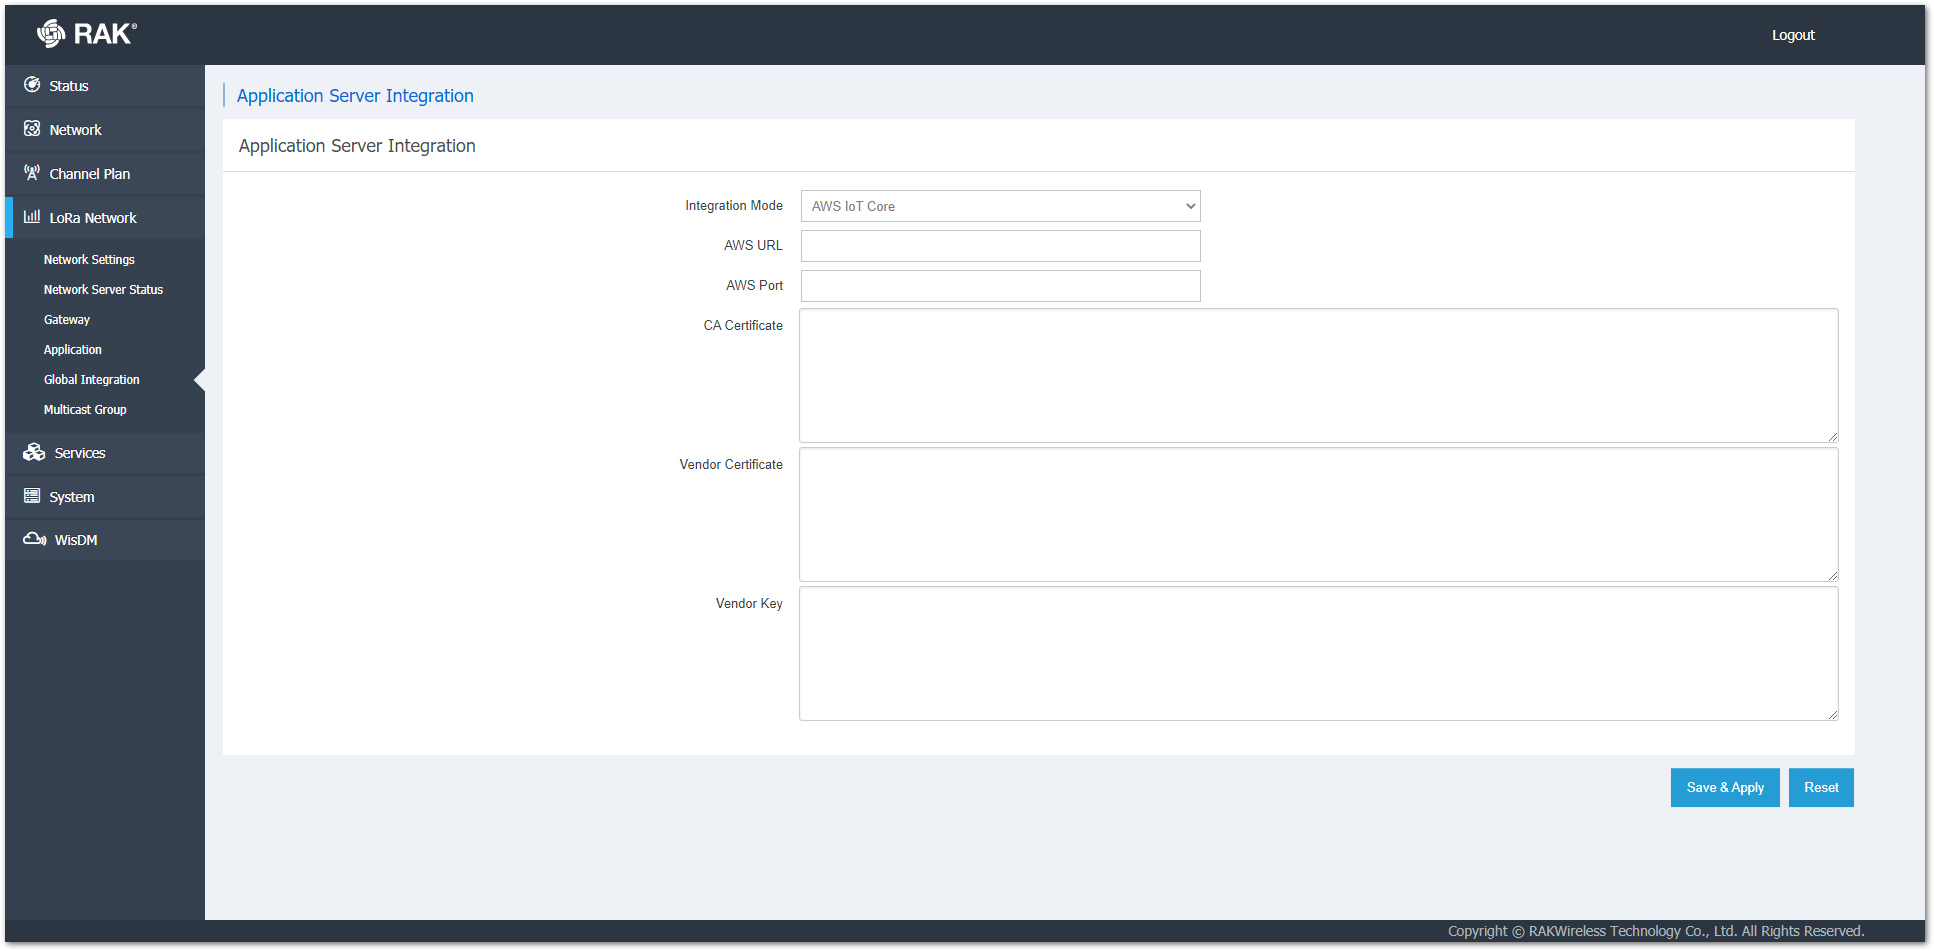 RAK®
Logout
Status
Network
Channel Plan
LoRa Network
Network Settings
Network Server Status
Gateway
Application
Global Integration
Multicast Group
Services
System
WisDM
Application Server Integration
Application Server Integration
Integration Mode
AWS IoT Core
AWS URL
AWS Port
CA Certificate
Vendor Certificate
Vendor Key
Save & Apply
Reset
Copyright © RAKWireless Technology Co., Ltd. All Rights Reserved.